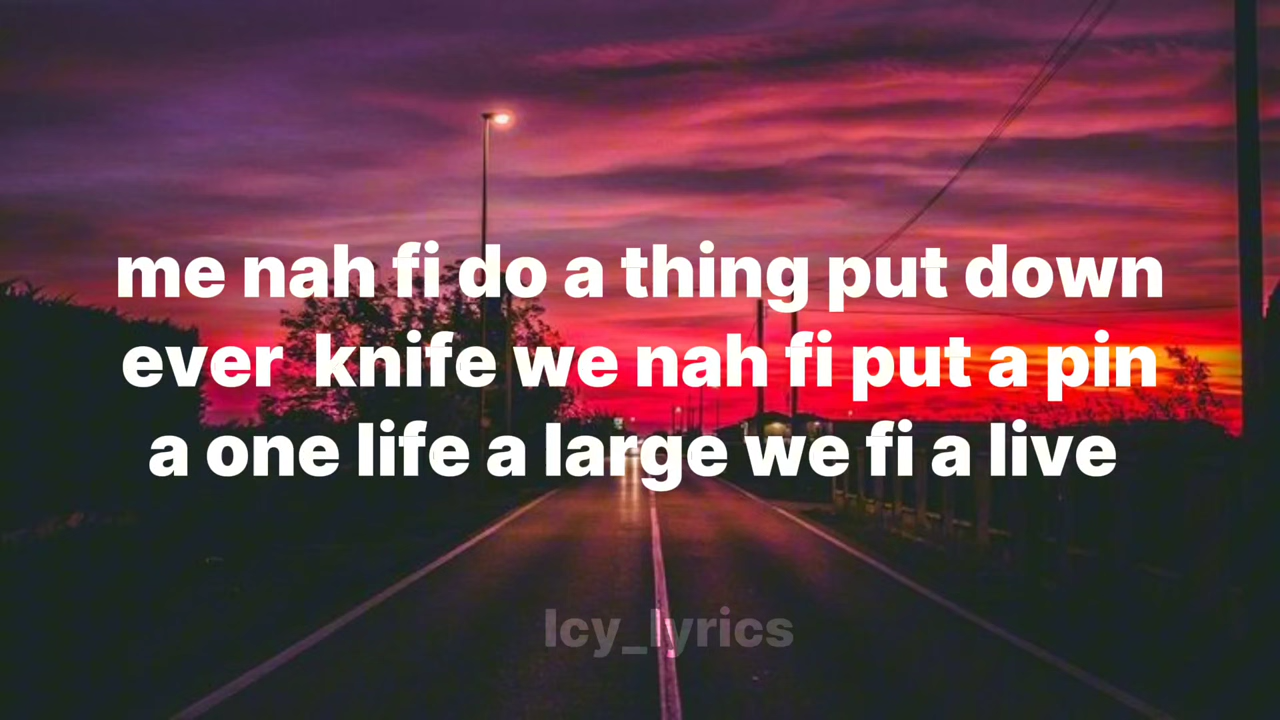 me nah fi do a thing put down
ever  knife we nah fi put a pin
a one life a large we fi a live
Icy_lyrics